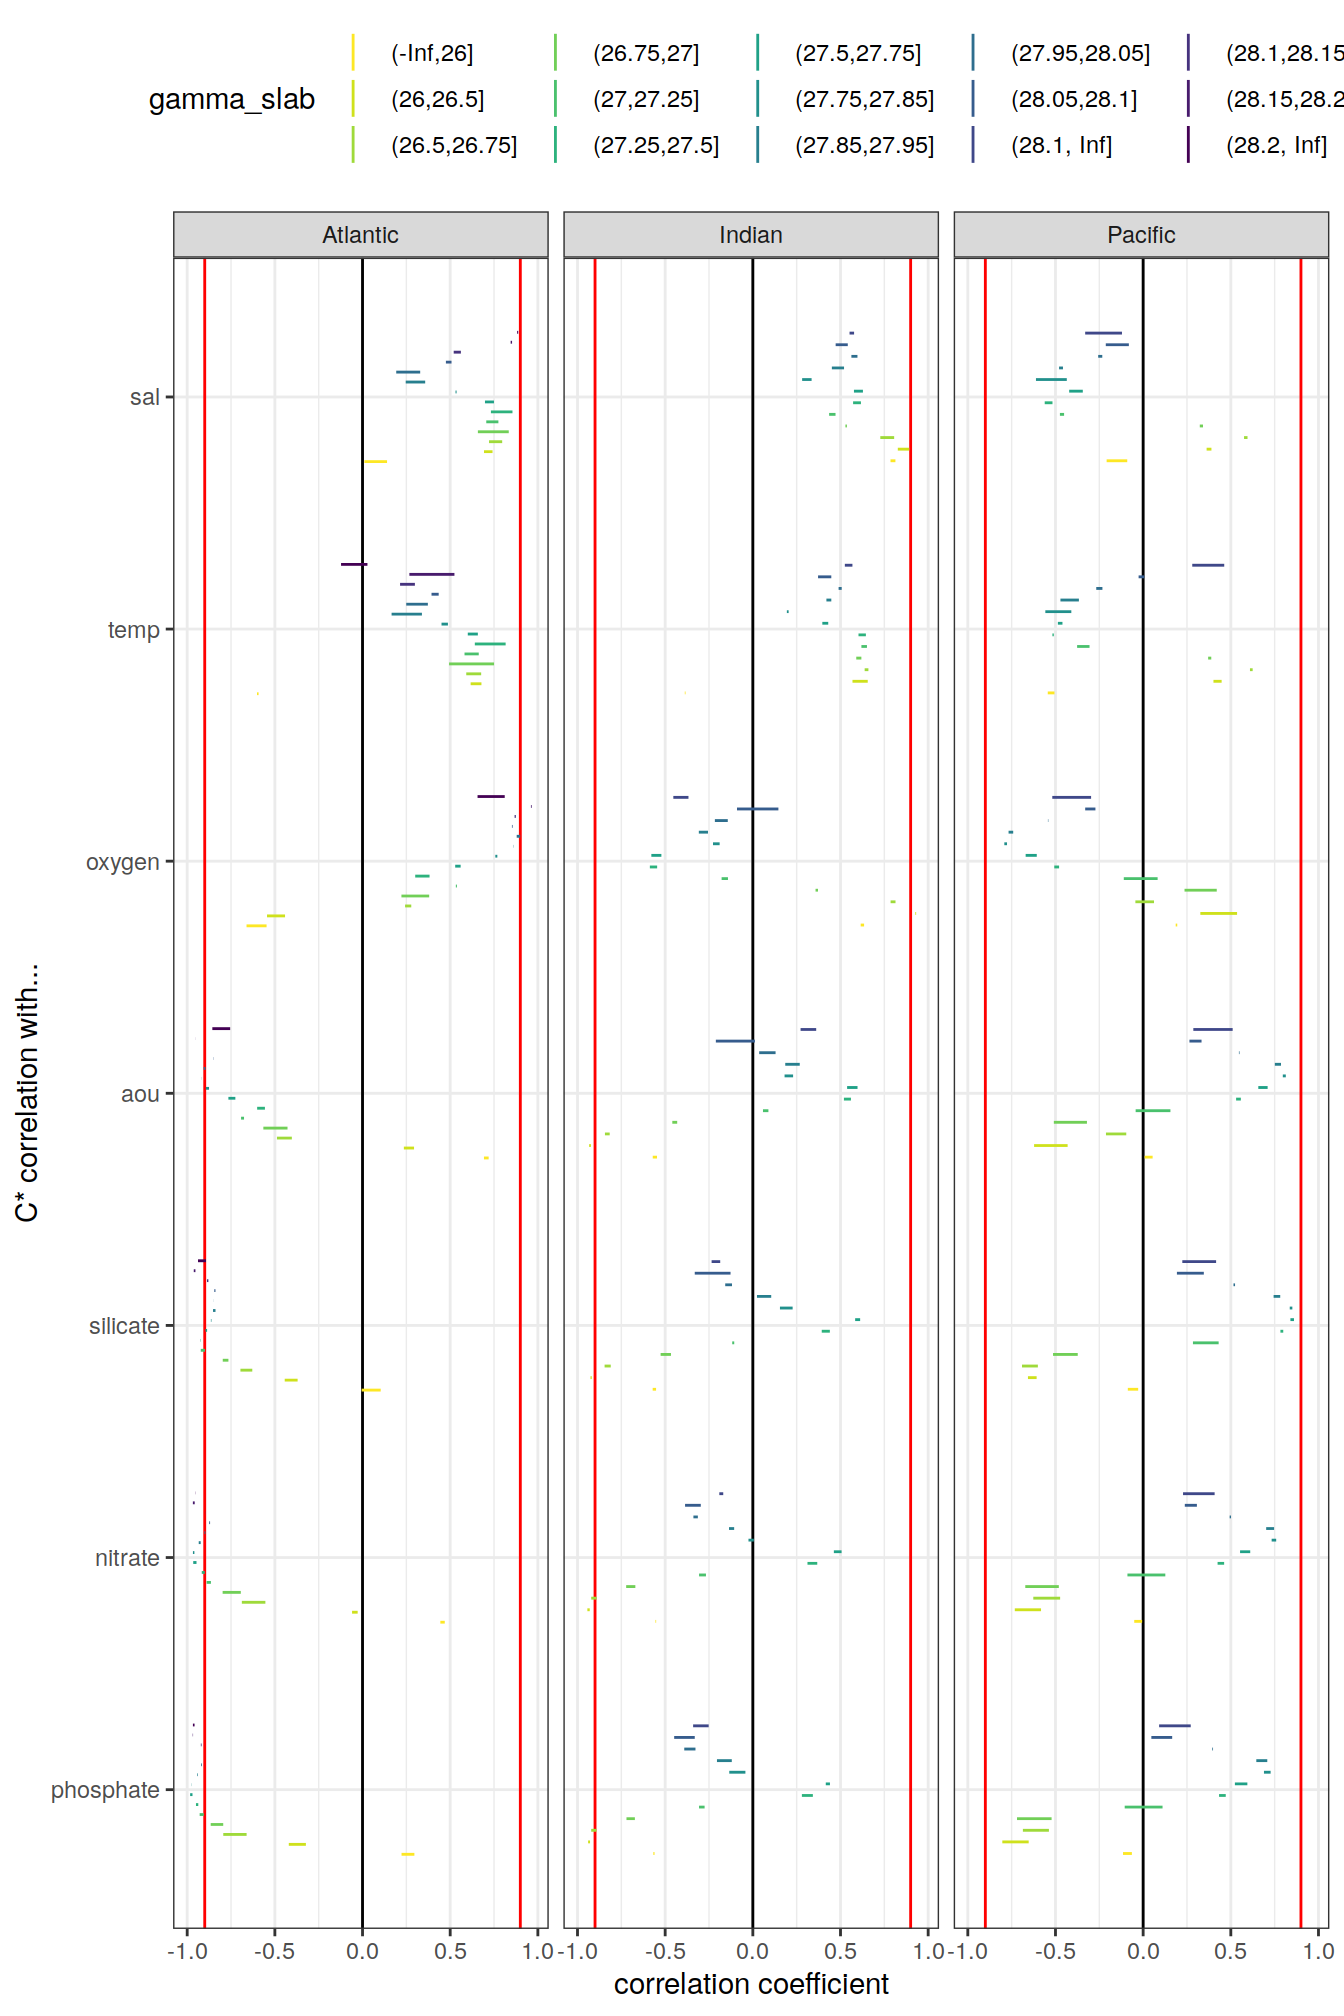 gamma_slab
(-Inf,26] (26.75,27] (27.5,27.75] (27.95,28.05] (28.1,28.15
(26,26.5] (27,27.25] (27.75,27.85] (28.05,28.1] (28.15,28.2
(26.5,26.75] (27.25,27.5] (27.85,27.95] (28.1, Inf] (28.2, Inf]
Atlantic Indian Pacific
C* correlation with...
sal
temp
oxygen
aou
silicate
nitrate
phosphate
-1.0 -0.5 0.0 0.5 1.0 -1.0 -0.5 0.0 0.5 1.0 -1.0 -0.5 0.0 0.5 1.0
correlation coefficient